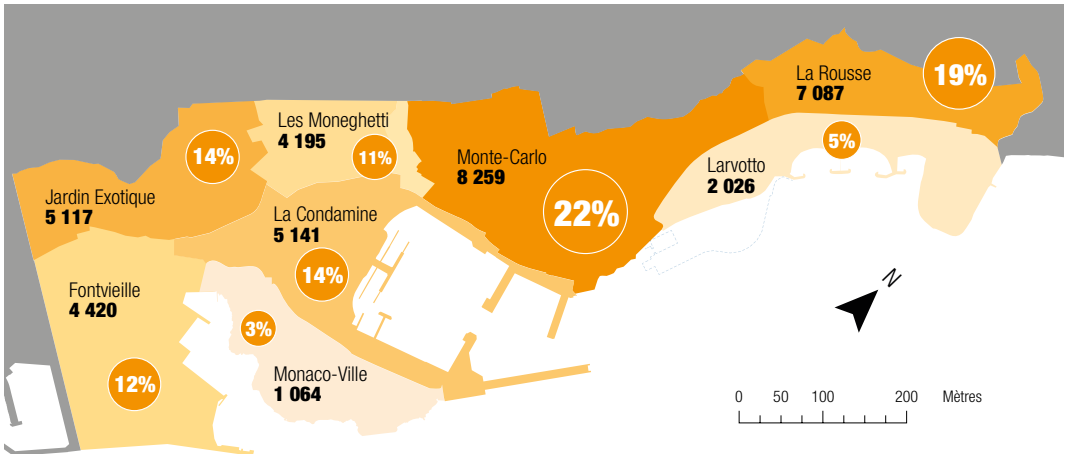 La Rousse
7 087
19%
Les Moneghetti
4 195
11%
14%
Monte-Carlo
8 259
22%
5%
Larvotto
2 026
Jardin Exotique
5 117
La Condamine
5 141
14%
Fontvieille
4 420
12%
3%
Monaco-Ville
1 064
N
0 50 100 200 Mètres